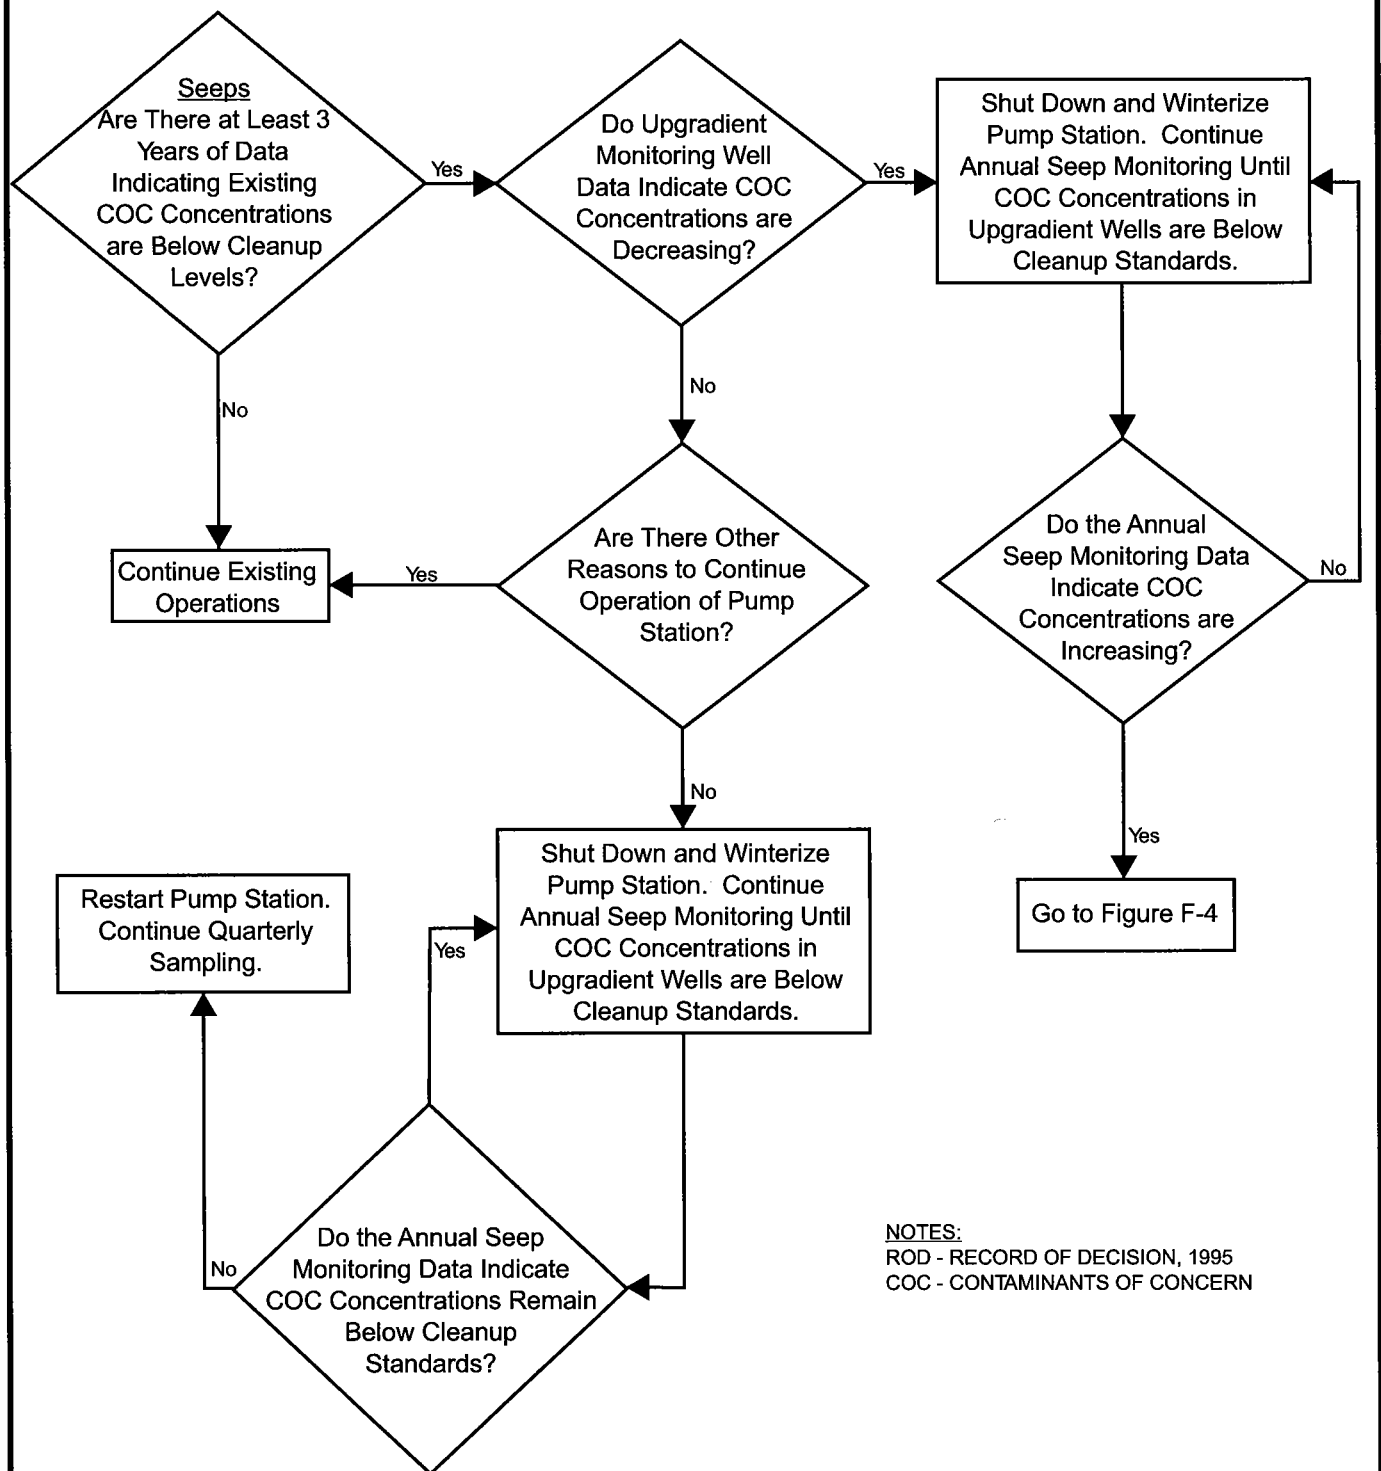 Seeps
Are There at Least 3
Years of Data
Indicating Existing
COC Concentrations
are Below Cleanup
Levels?
Yes
No
Do Upgradient
Monitoring Well
Data Indicate COC
Concentrations are
Decreasing?
Yes
No
Shut Down and Winterize
Pump Station. Continue
Annual Seep Monitoring Until
COC Concentrations in
Upgradient Wells are Below
Cleanup Standards.
Continue Existing
Operations
Yes
Are There Other
Reasons to Continue
Operation of Pump
Station?
No
Do the Annual
Seep Monitoring Data
Indicate COC
Concentrations are
Increasing?
No
Yes
Go to Figure F-4
Restart Pump Station.
Continue Quarterly
Sampling.
Shut Down and Winterize
Pump Station. Continue
Annual Seep Monitoring Until
COC Concentrations in
Upgradient Wells are Below
Cleanup Standards.
Yes
No
Do the Annual Seep
Monitoring Data Indicate
COC Concentrations Remain
Below Cleanup
Standards?
NOTES:
ROD - RECORD OF DECISION, 1995
COC - CONTAMINANTS OF CONCERN